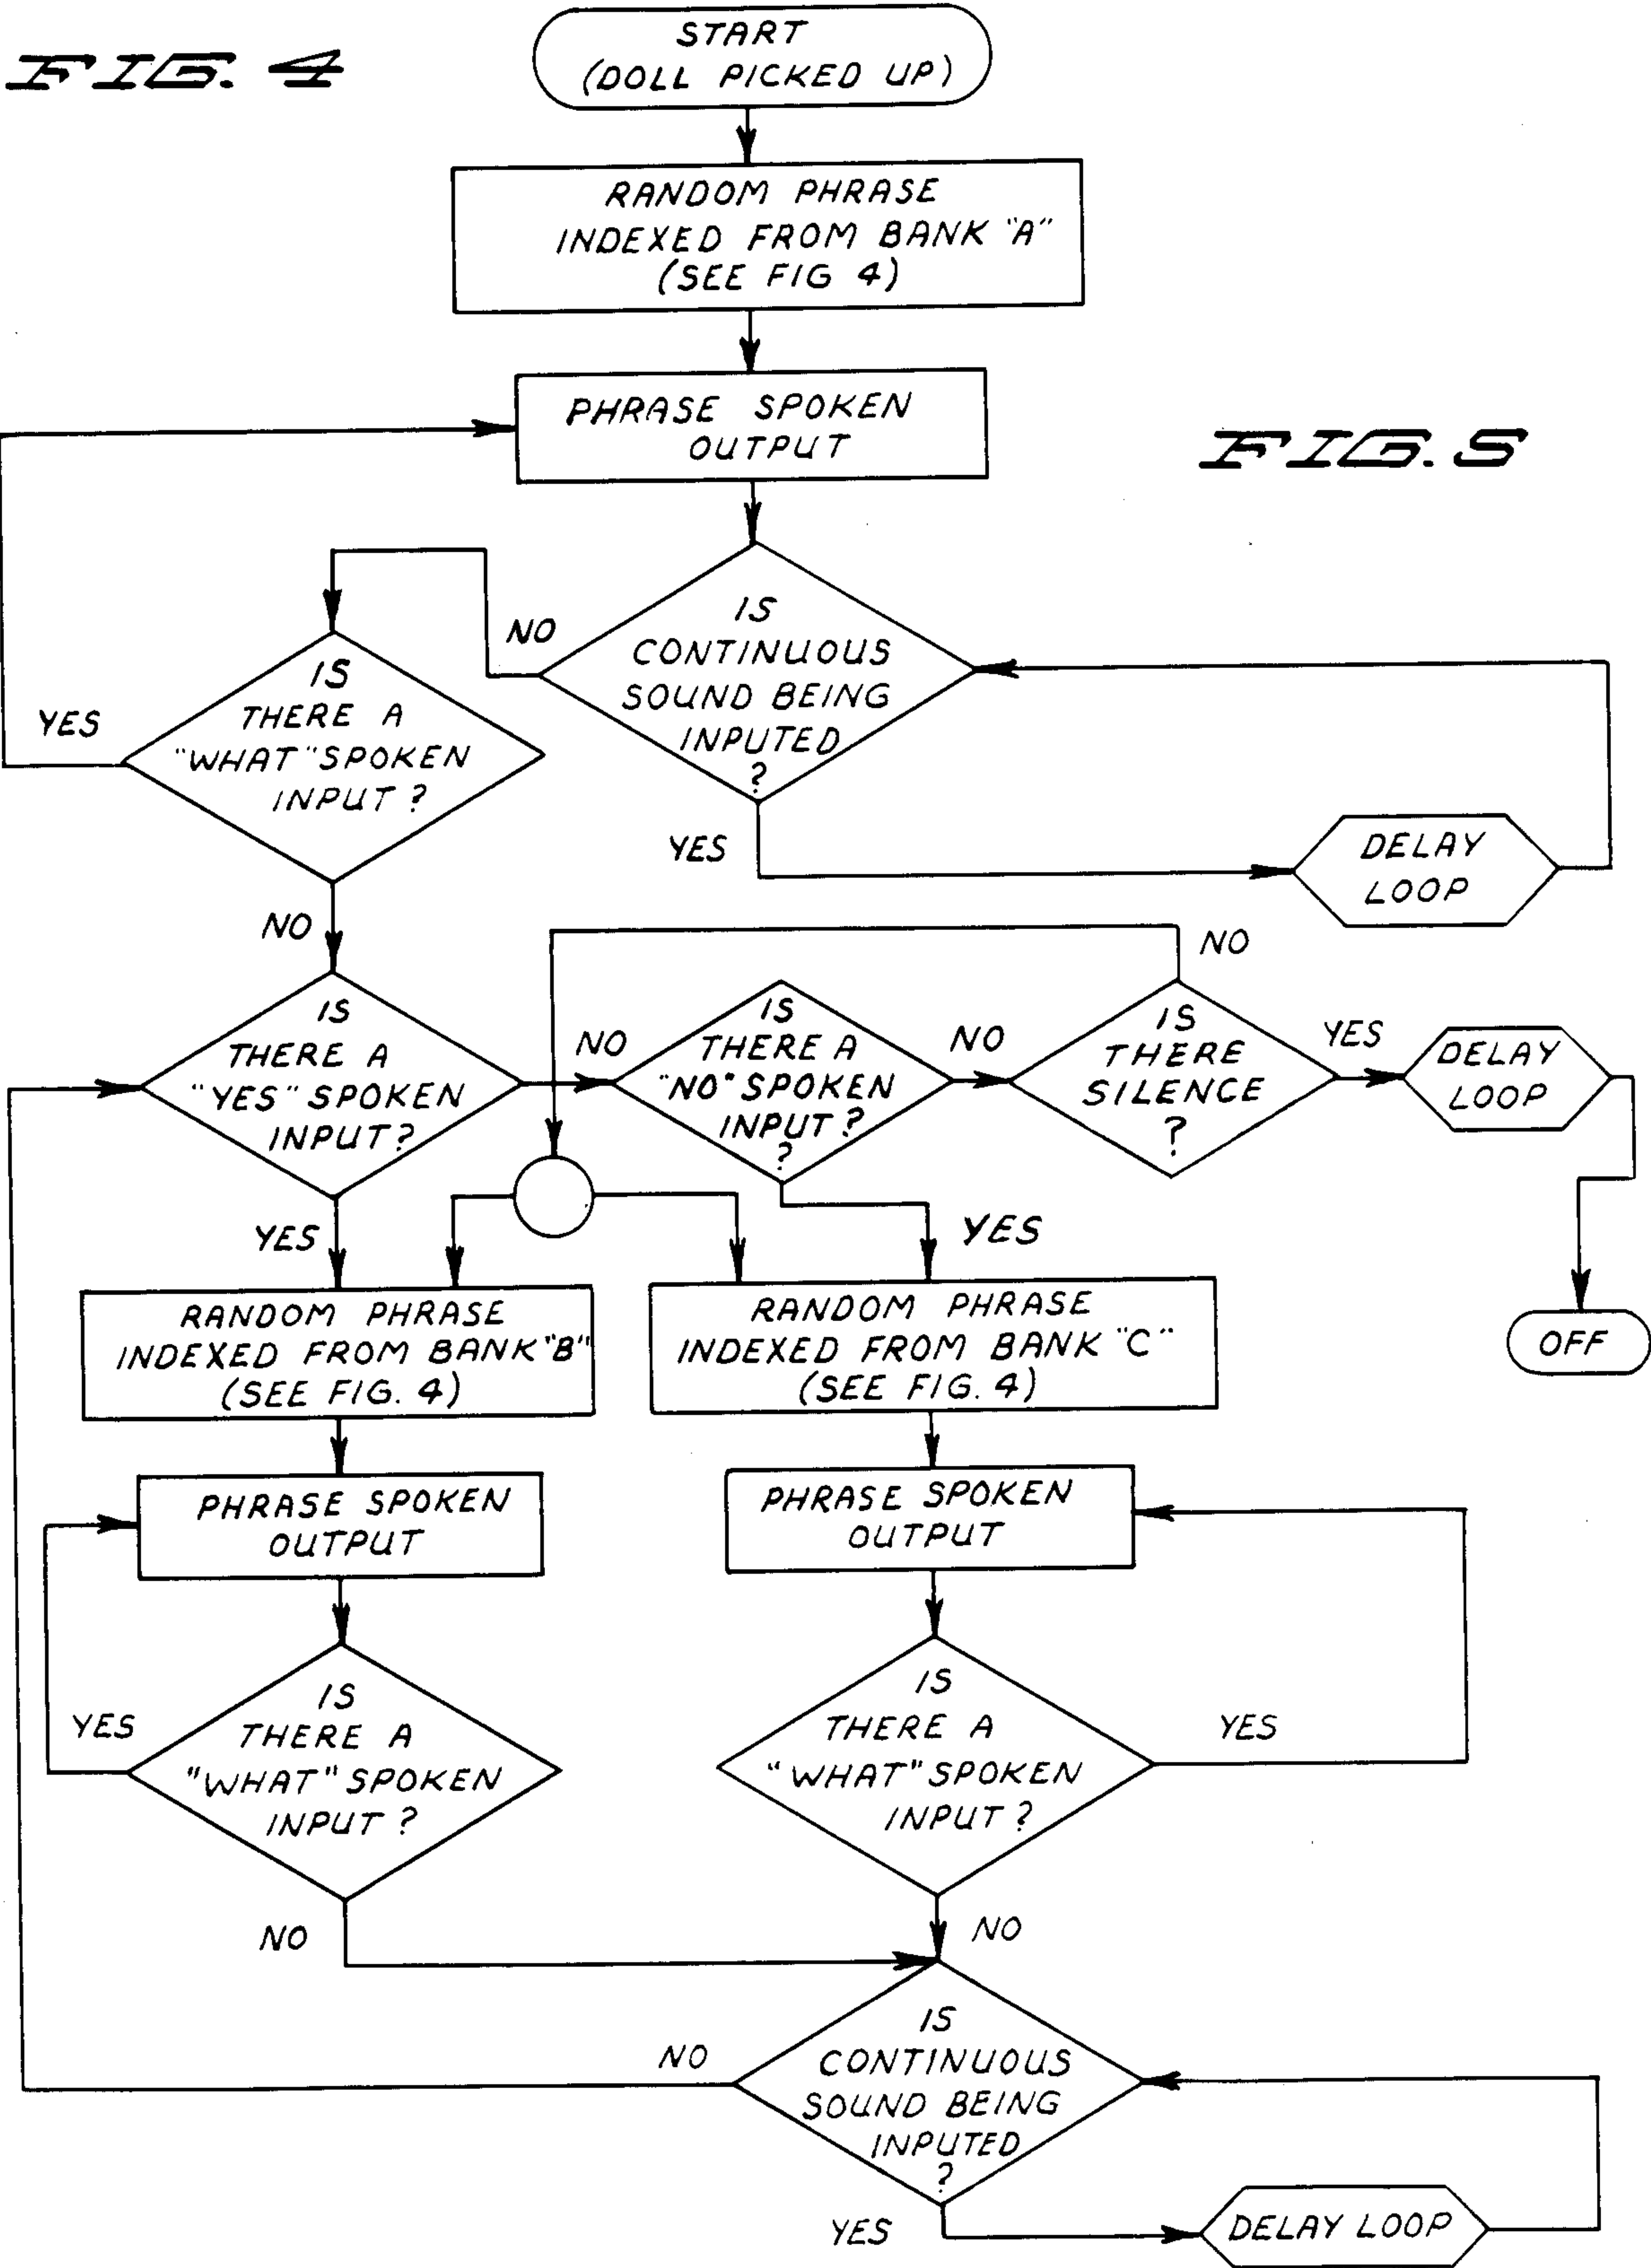 FIG. 4
START
(DOLL PICKED UP)
RANDOM PHRASE
INDEXED FROM BANK "A"
(SEE FIG 4)
PHRASE SPOKEN
OUTPUT
FIG. 5
IS
CONTINUOUS
SOUND BEING
INPUTED
?
NO
YES
DELAY
LOOP
IS
THERE A
"WHAT" SPOKEN
INPUT?
YES
NO
IS
THERE A
"YES" SPOKEN
INPUT?
NO
YES
IS
THERE A
"NO" SPOKEN
INPUT?
?
NO
YES
IS
THERE
SILENCE
?
NO
YES
DELAY
LOOP
OFF
RANDOM PHRASE
INDEXED FROM BANK "B"
(SEE FIG. 4)
RANDOM PHRASE
INDEXED FROM BANK "C"
(SEE FIG. 4)
PHRASE SPOKEN
OUTPUT
PHRASE SPOKEN
OUTPUT
IS
THERE A
"WHAT" SPOKEN
INPUT?
YES
NO
IS
THERE A
"WHAT" SPOKEN
INPUT?
YES
NO
IS
CONTINUOUS
SOUND BEING
INPUTED
?
NO
YES
DELAY LOOP